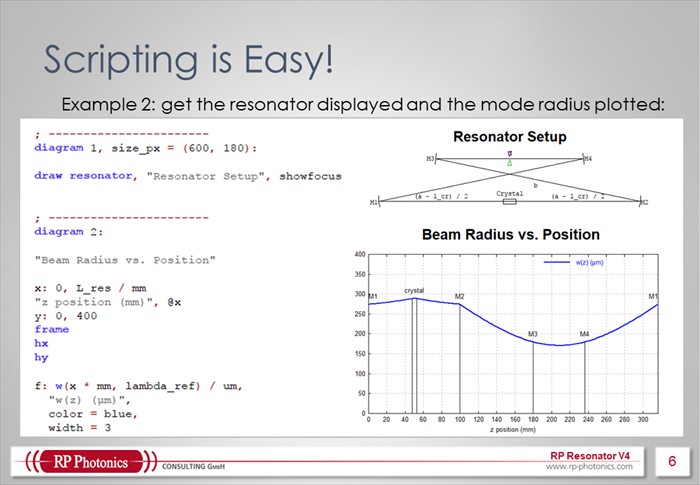 Scripting is Easy!
Example 2: get the resonator displayed and the mode radius plotted:
; -----------------------
diagram 1, size_px = (600, 180):
draw resonator, "Resonator Setup", showfocus
; -----------------------
diagram 2:
"Beam Radius vs. Position"
x: 0, L_res / mm
"z position (mm)", @x
y: 0, 400
frame
hx
hy
f: w(x * mm, lambda_ref) / um,
"w(z) (µm)",
color = blue,
width = 3
Resonator Setup
M3
M4
b
M1
(a - l_cr) / 2
Crystal
(a - l_cr) / 2
M2
Beam Radius vs. Position
400
350
300
250
200
150
100
50
0
w(z) (µm)
M1
crystal
M2
M3
M4
M1
0 20 40 60 80 100 120 140 160 180 200 220 240 260 280 300
z position (mm)
RP Photonics
CONSULTING GmbH
RP Resonator V4
www.rp-photonics.com
6